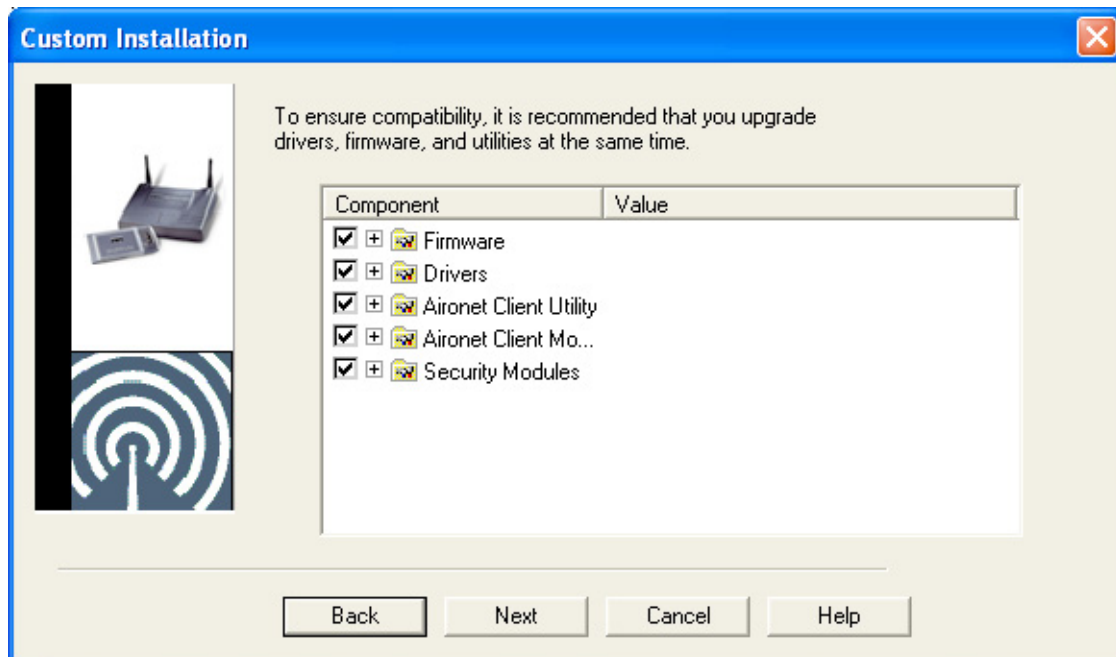 Custom Installation
To ensure compatibility, it is recommended that you upgrade
drivers, firmware, and utilities at the same time.
Component Value
Firmware
Drivers
Aironet Client Utility
Aironet Client Mo...
Security Modules
Back Next Cancel Help